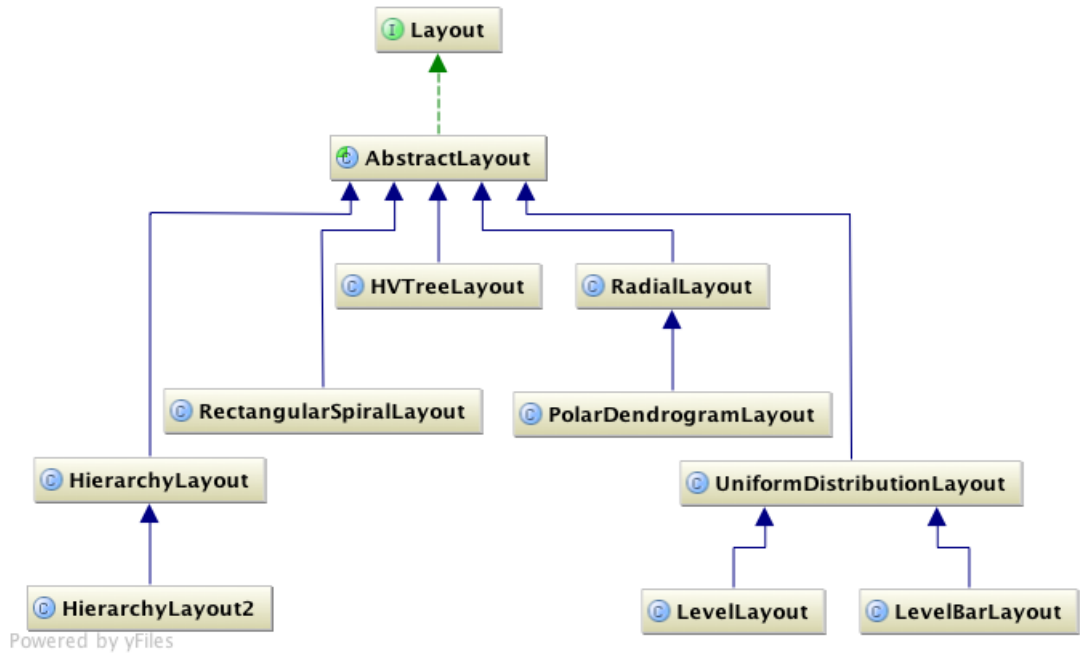 I Layout
C AbstractLayout
C HVTreeLayout
C RadialLayout
C RectangularSpiralLayout
C PolarDendrogramLayout
C HierarchyLayout
C UniformDistributionLayout
C HierarchyLayout2
C LevelLayout
C LevelBarLayout
Powered by yFiles